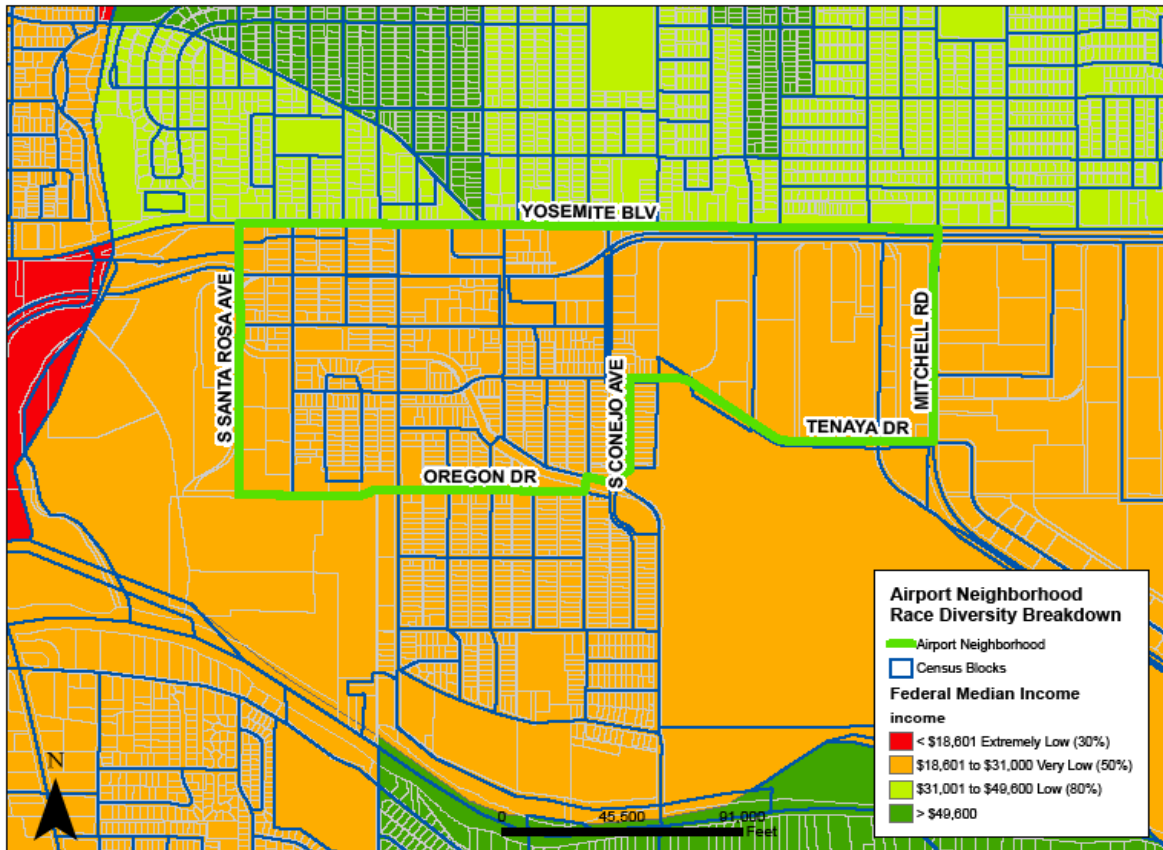 YOSEMITE BLV
S SANTA ROSA AVE
MITCHELL RD
S CONEJO AVE
TENAYA DR
OREGON DR
Airport Neighborhood
Race Diversity Breakdown
Airport Neighborhood
Census Blocks
Federal Median Income
income
< $18,601 Extremely Low (30%)
$18,601 to $31,000 Very Low (50%)
$31,001 to $49,600 Low (80%)
> $49,600
N
0 45,500 91,000
Feet